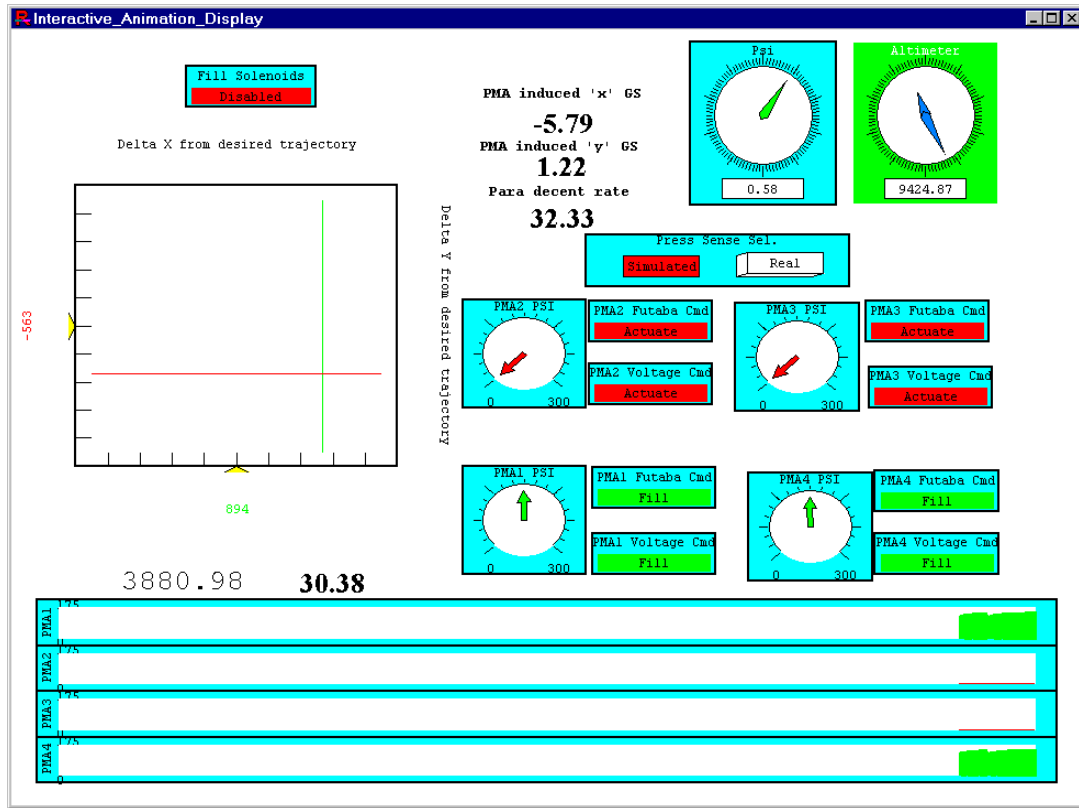 Interactive_Animation_Display
Fill Solenoids
Disabled
Delta X from desired trajectory
PMA induced 'x' GS
-5.79
PMA induced 'y' GS
1.22
Para decent rate
32.33
Psi
0.58
Altimeter
9424.87
Press Sense Sel.
Simulated
Real
-563
894
Delta Y from desired trajectory
PMA2 PSI
0 300
PMA2 Futaba Cmd
Actuate
PMA2 Voltage Cmd
Actuate
PMA3 PSI
0 300
PMA3 Futaba Cmd
Actuate
PMA3 Voltage Cmd
Actuate
PMA1 PSI
0 300
PMA1 Futaba Cmd
Fill
PMA1 Voltage Cmd
Fill
PMA4 PSI
0 300
PMA4 Futaba Cmd
Fill
PMA4 Voltage Cmd
Fill
3880.98
30.38
175
PMA1
0
175
PMA2
0
175
PMA3
0
175
PMA4
0